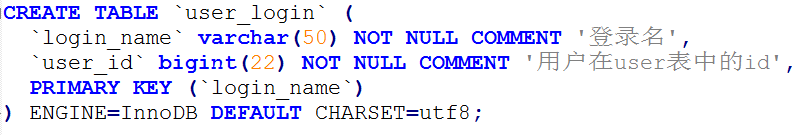 CREATE TABLE `user_login` (
  `login_name` varchar(50) NOT NULL COMMENT '登录名',
  `user_id` bigint(22) NOT NULL COMMENT '用户在user表中的id',
  PRIMARY KEY (`login_name`)
) ENGINE=InnoDB DEFAULT CHARSET=utf8;